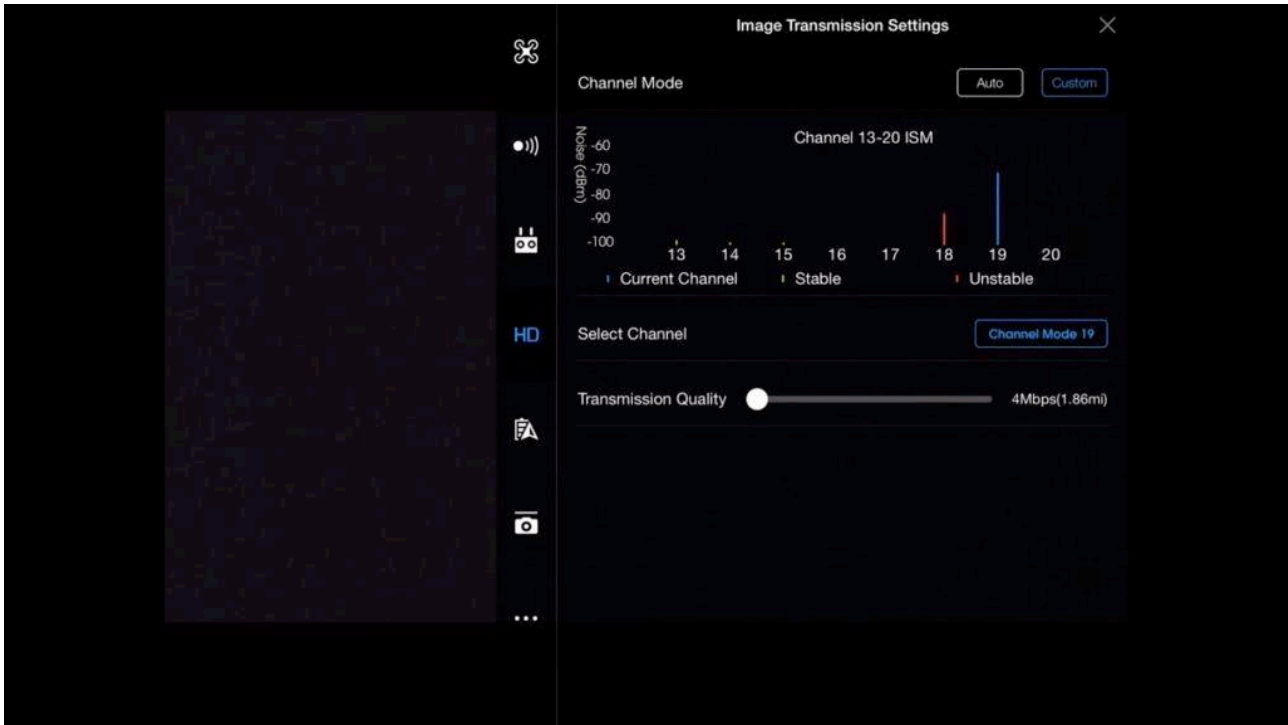 Image Transmission Settings
Channel Mode
Auto
Custom
Channel 13-20 ISM
Noise (dBm)
-60
-70
-80
-90
-100
13 14 15 16 17 18 19 20
Current Channel Stable Unstable
HD
Select Channel
Channel Mode 19
Transmission Quality
4Mbps(1.86mi)